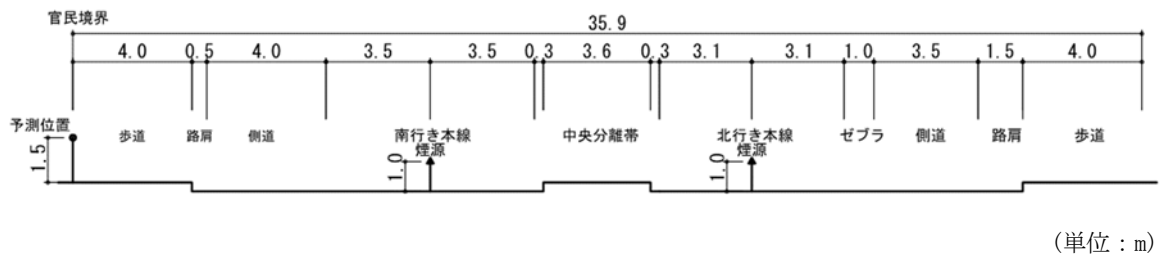 官民境界
35.9
4.0 0.5 4.0 3.5 3.5 0.3 3.6 0.3 3.1 3.1 1.0 3.5 1.5 4.0
予測位置 歩道 路肩 側道 南行き本線 中央分離帯 北行き本線 ゼブラ 側道 路肩 歩道
煙源 煙源
1.5 1.0 1.0
(単位：m)